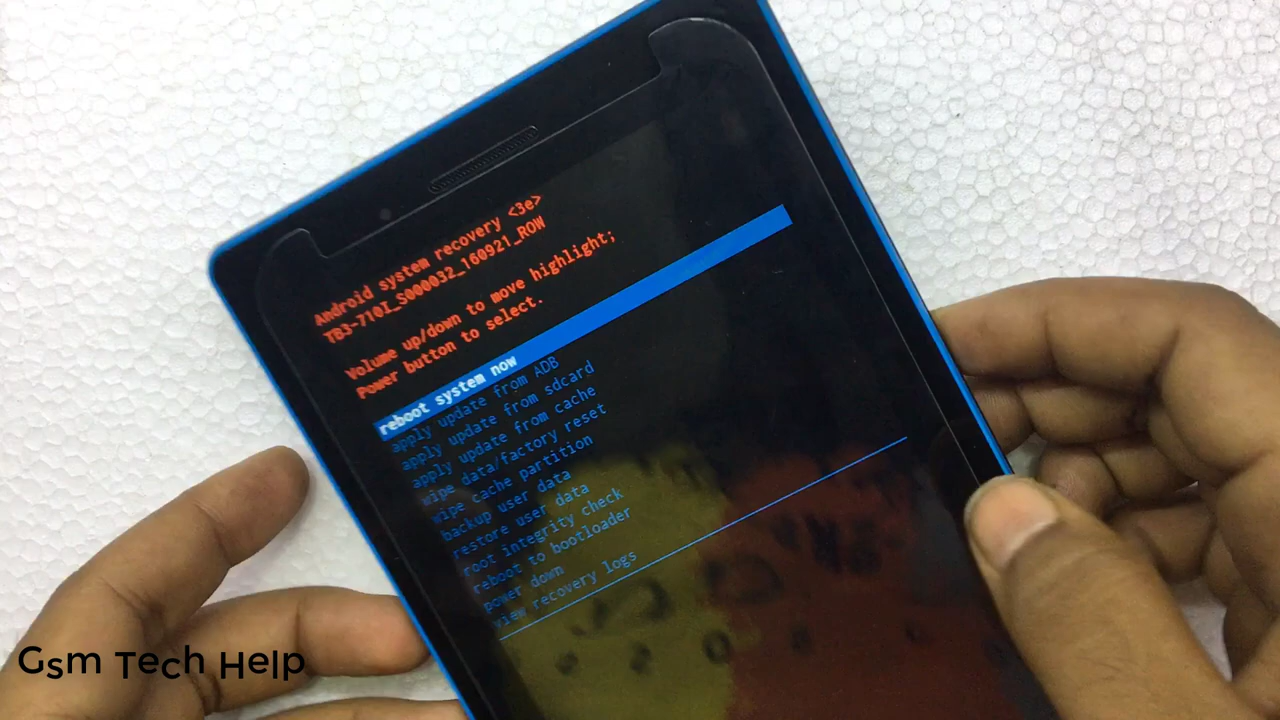 Android system recovery <3e>
TB3-710I_S000032_160921_ROW
Volume up/down to move highlight;
Power button to select.
reboot system now
apply update from ADB
apply update from sdcard
apply update from cache
wipe data/factory reset
wipe cache partition
backup user data
restore user data
root integrity check
reboot to bootloader
power down
view recovery logs
Gsm Tech Help